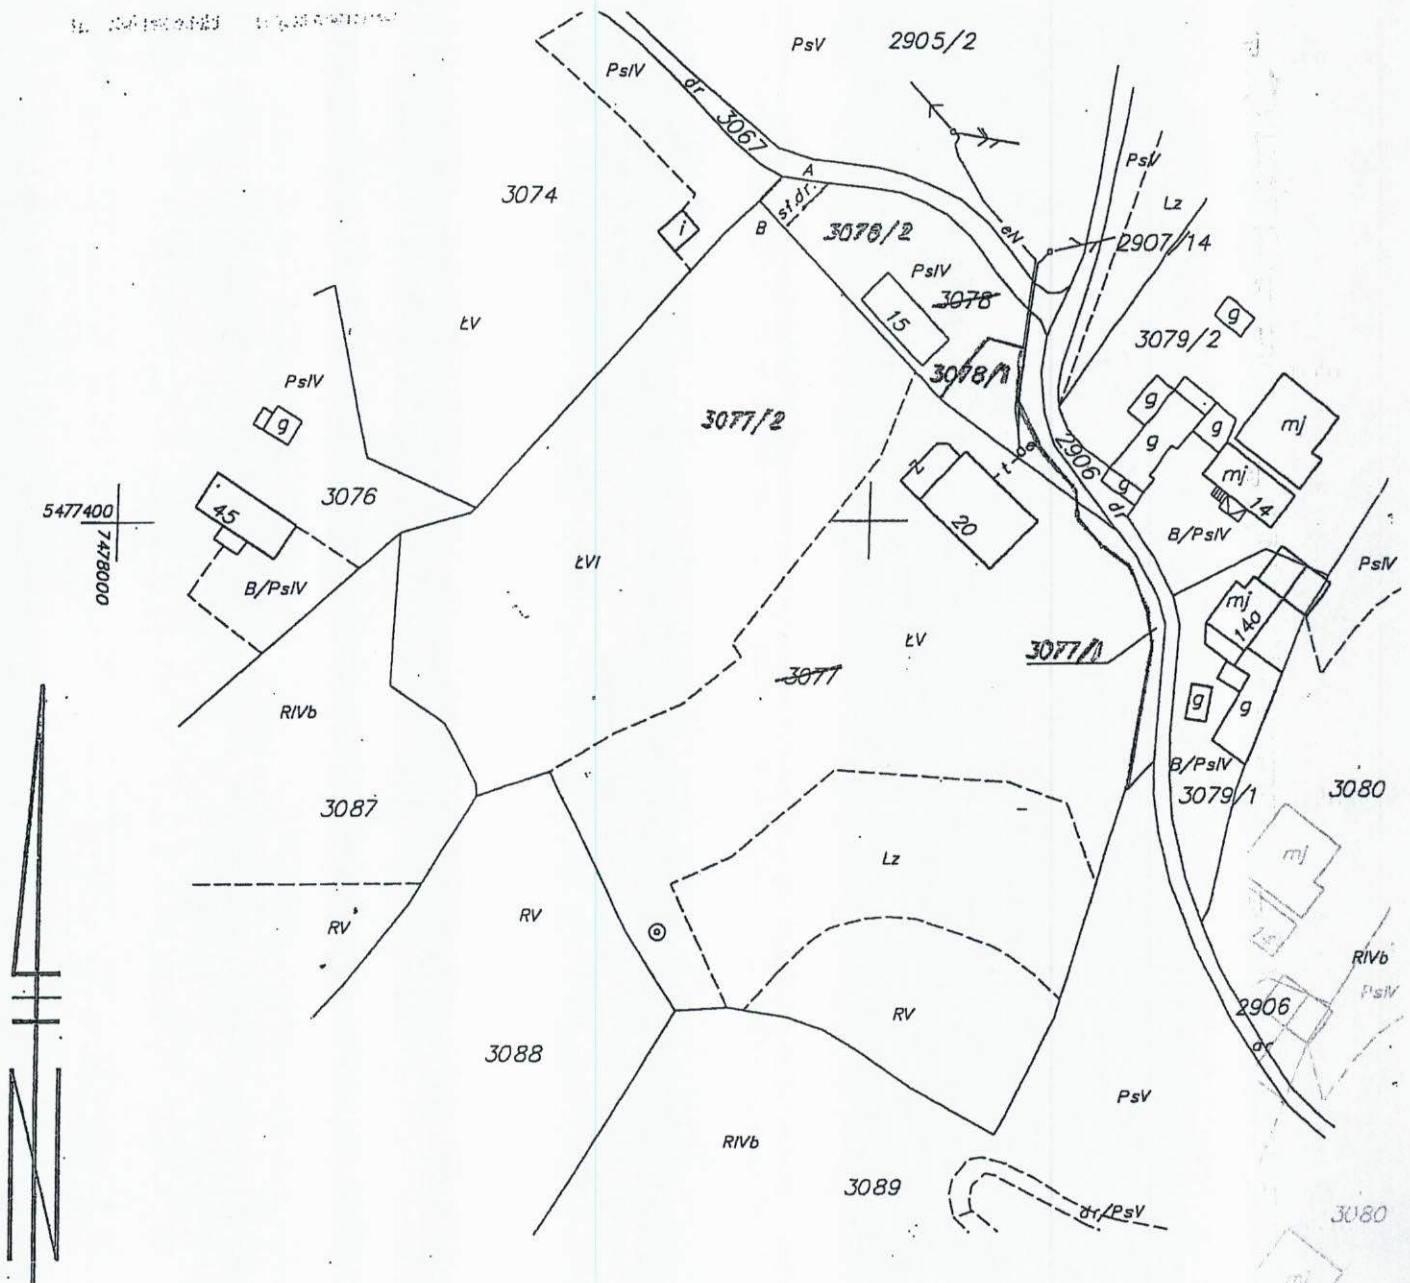 PsV
2905/2
PsIV
dr
3067
A
st.dr.
B
3074
i
3078/2
PsIV
3078
15
3078/1
eN
PsV
Lz
2907/14
3079/2
g
ŁV
PsIV
g
3077/2
g
g
g
g
mj
mj
14
2906
dr
3076
45
5477400
7478000
B/PsIV
t
e
20
B/PsIV
PsIV
ŁVI
mj
14a
ŁV
3077/1
3077
RIVb
g
g
B/PsIV
3079/1
3080
3087
mj
Lz
RV
RV
RIVb
PsIV
2906
dr
RV
3088
PsV
RIVb
3089
dr/PsV
3080
mj
N